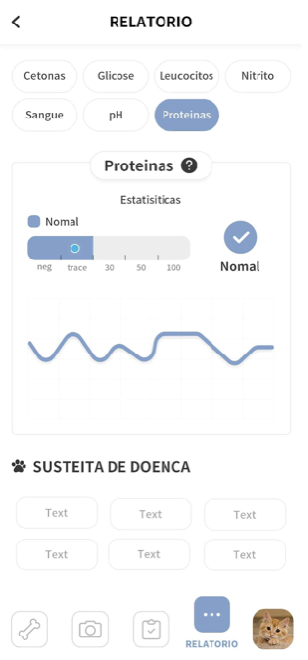 RELATORIO
Cetonas Glicose Leucocitos Nitrito
Sangue pH Proteinas
Proteinas ?
Estatisiticas
Nomal
neg trace 30 50 100
Nomal
SUSTEITA DE DOENCA
Text Text Text
Text Text Text
RELATORIO